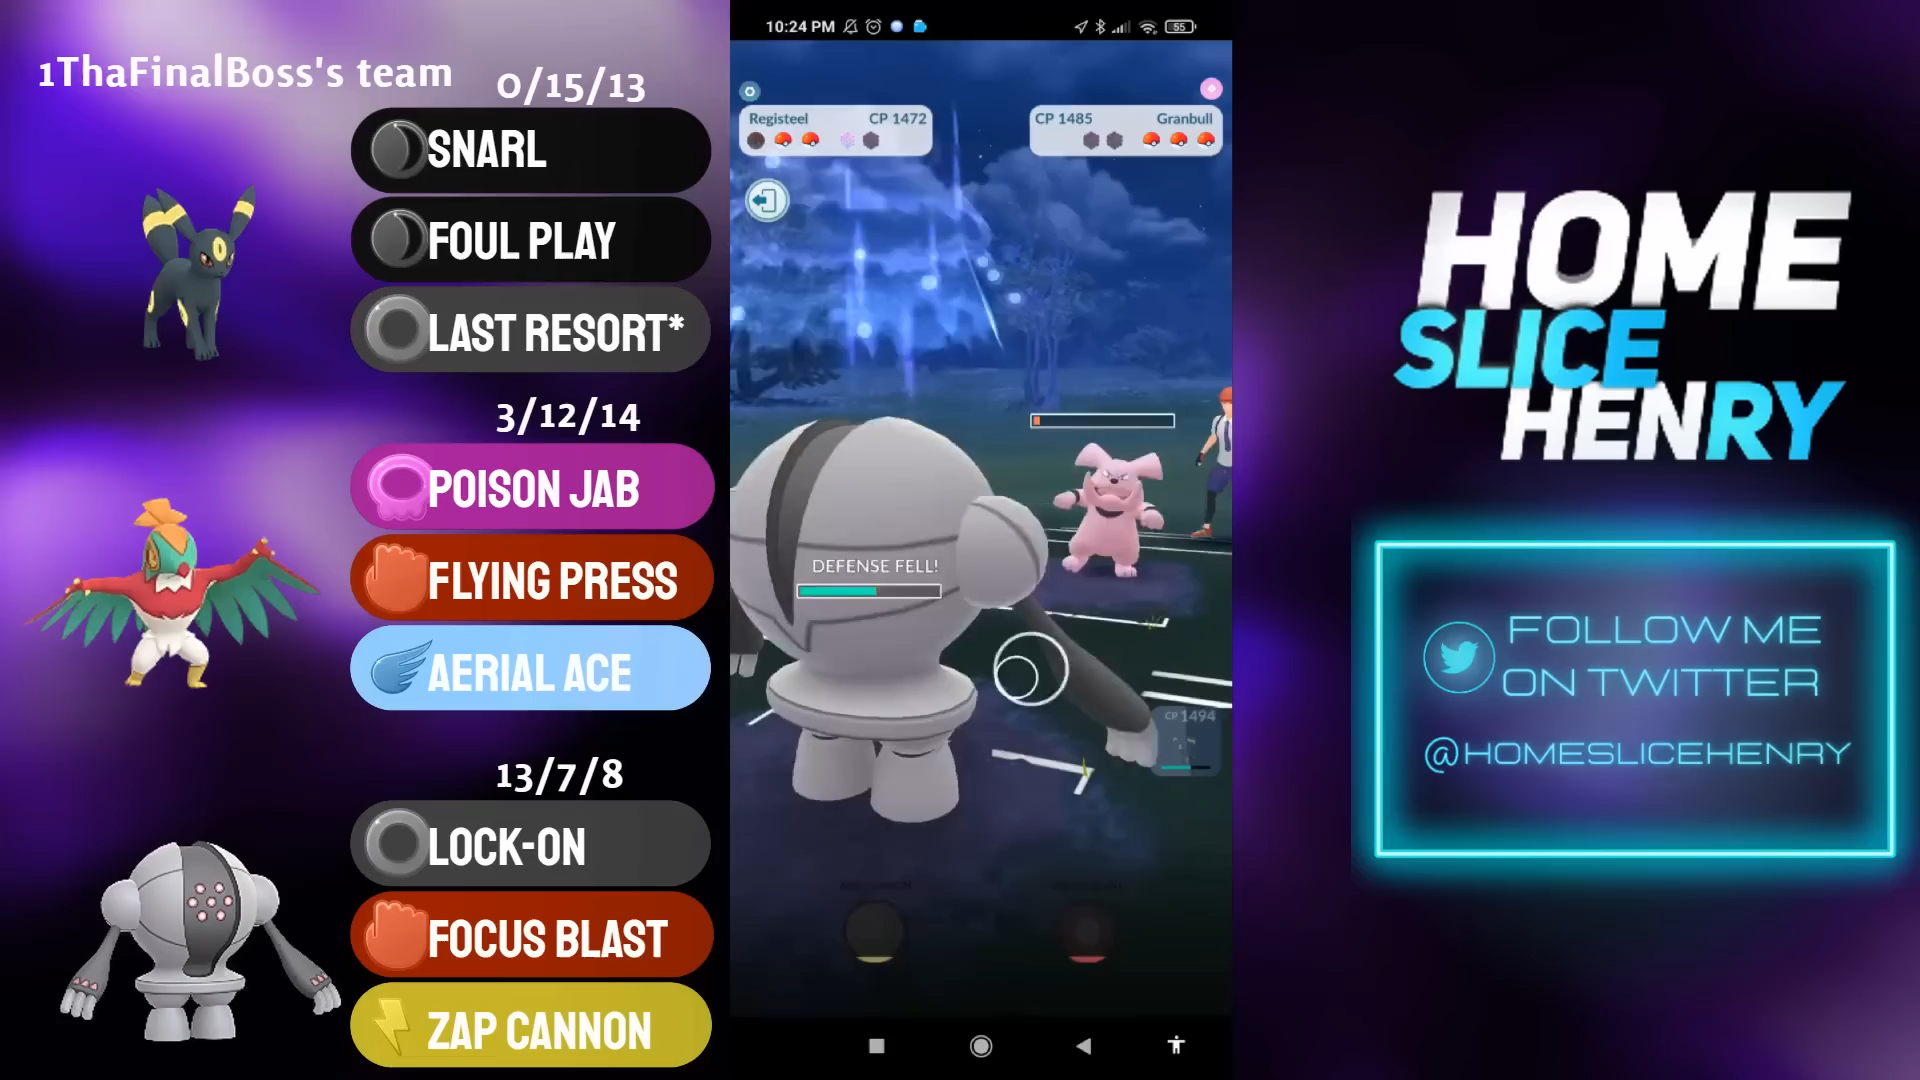 1ThaFinalBoss's team
0/15/13
SNARL
FOUL PLAY
LAST RESORT*
3/12/14
POISON JAB
FLYING PRESS
AERIAL ACE
13/7/8
LOCK-ON
FOCUS BLAST
ZAP CANNON
10:24 PM
55
Registeel CP 1472
CP 1485 Granbull
DEFENSE FELL!
CP 1494
HOME
SLICE
HENRY
FOLLOW ME
ON TWITTER
@HOMESLICEHENRY